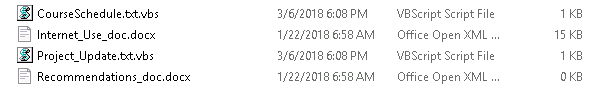 CourseSchedule.txt.vbs 3/6/2018 6:08 PM VBScript Script File 1 KB
Internet_Use_doc.docx 1/22/2018 6:58 AM Office Open XML ... 15 KB
Project_Update.txt.vbs 3/6/2018 6:08 PM VBScript Script File 1 KB
Recommendations_doc.docx 1/22/2018 6:58 AM Office Open XML ... 0 KB